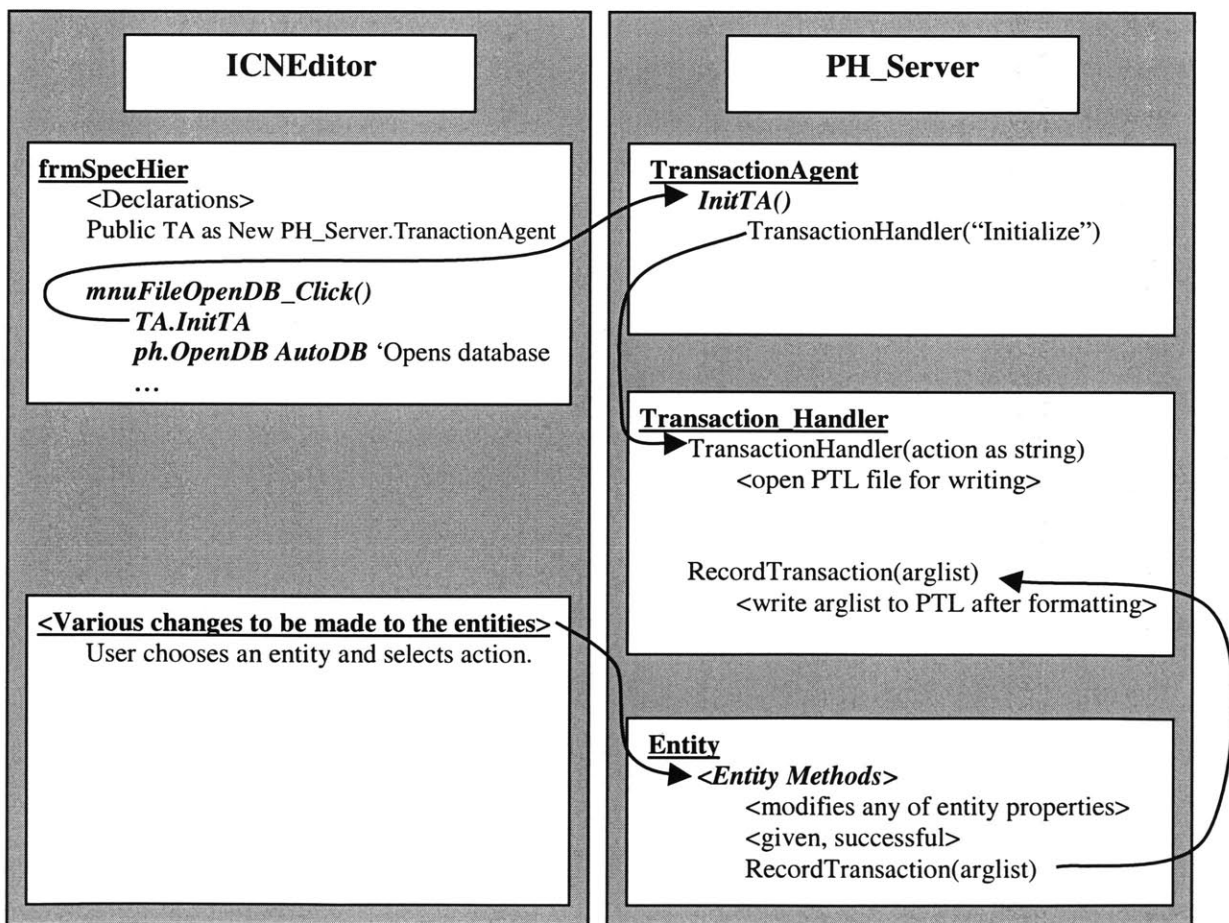 ICNEditor
frmSpecHier
<Declarations>
Public TA as New PH_Server.TranactionAgent
mnuFileOpenDB_Click()
TA.InitTA
ph.OpenDB AutoDB ‘Opens database
…
<Various changes to be made to the entities>
User chooses an entity and selects action.
PH_Server
TransactionAgent
InitTA()
TransactionHandler(“Initialize”)
Transaction_Handler
TransactionHandler(action as string)
<open PTL file for writing>
RecordTransaction(arglist)
<write arglist to PTL after formatting>
Entity
<Entity Methods>
<modifies any of entity properties>
<given, successful>
RecordTransaction(arglist)